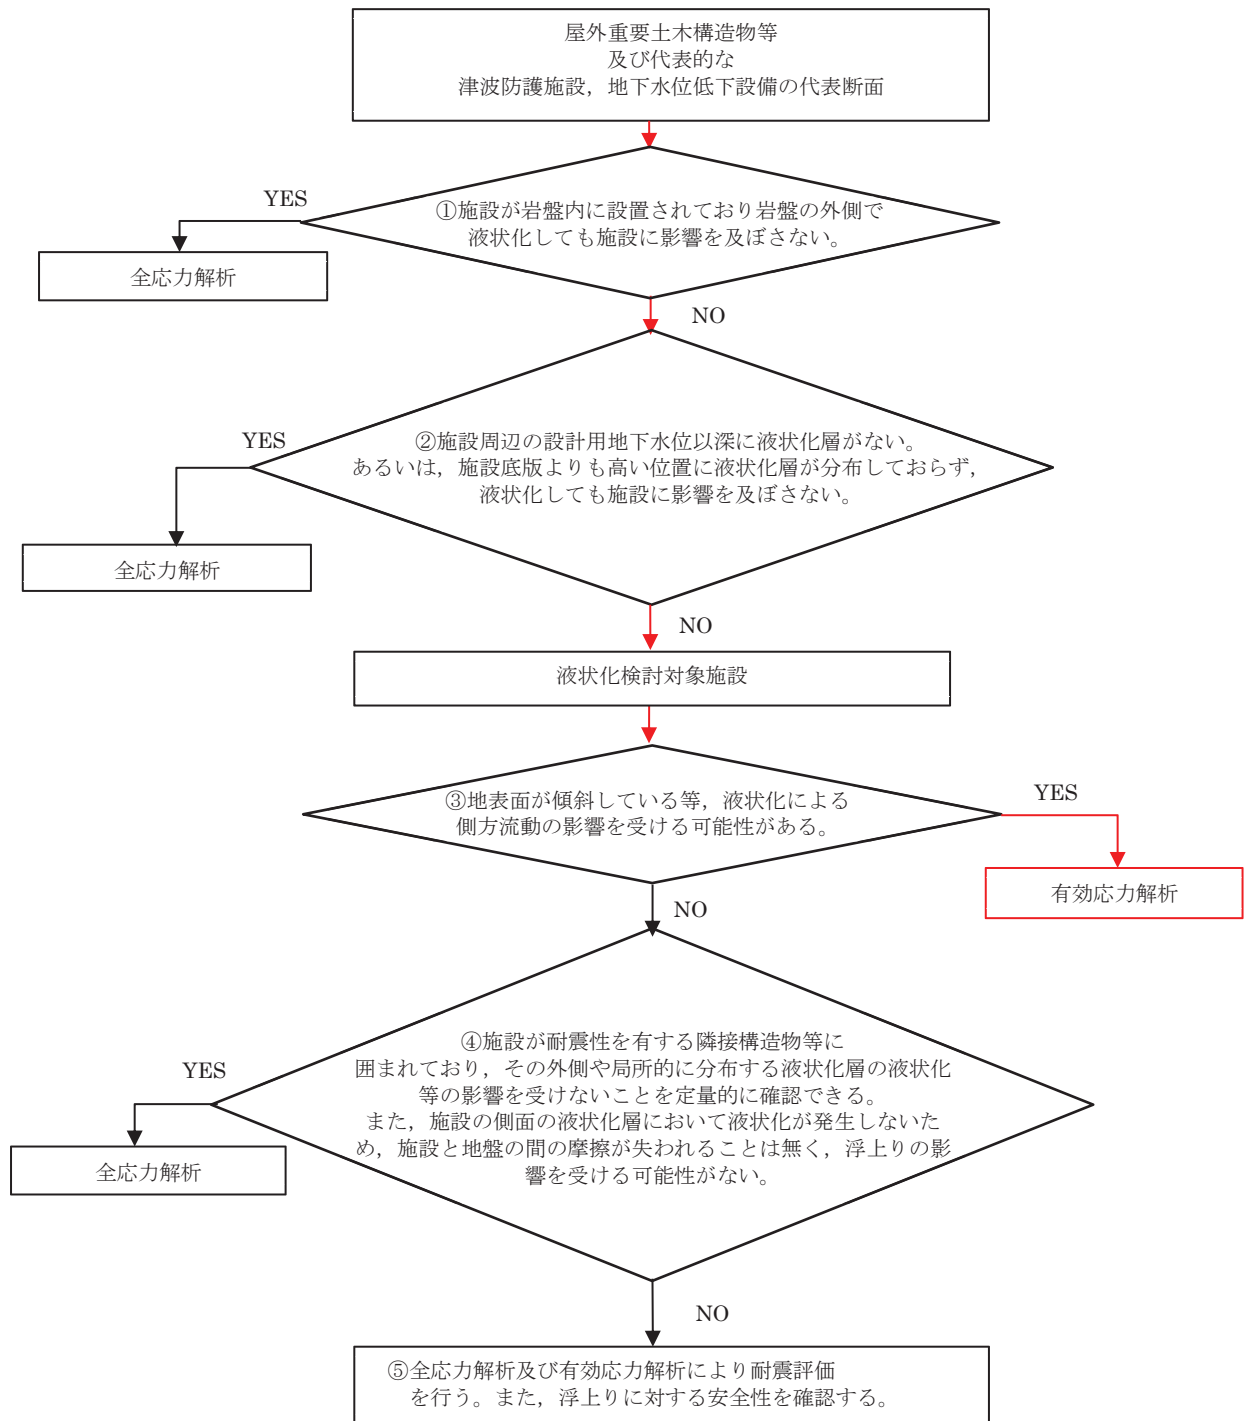 屋外重要土木構造物等
及び代表的な
津波防護施設，地下水位低下設備の代表断面
YES
①施設が岩盤内に設置されており岩盤の外側で
液状化しても施設に影響を及ぼさない。
全応力解析
NO
YES
②施設周辺の設計用地下水位以深に液状化層がない。
あるいは，施設底版よりも高い位置に液状化層が分布しておらず，
液状化しても施設に影響を及ぼさない。
全応力解析
NO
液状化検討対象施設
③地表面が傾斜している等，液状化による
側方流動の影響を受ける可能性がある。
YES
有効応力解析
NO
④施設が耐震性を有する隣接構造物等に
囲まれており，その外側や局所的に分布する液状化層の液状化
等の影響を受けないことを定量的に確認できる。
また，施設の側面の液状化層において液状化が発生しないた
め，施設と地盤の間の摩擦が失われることは無く，浮上りの影
響を受ける可能性がない。
YES
全応力解析
NO
⑤全応力解析及び有効応力解析により耐震評価
を行う。また，浮上りに対する安全性を確認する。